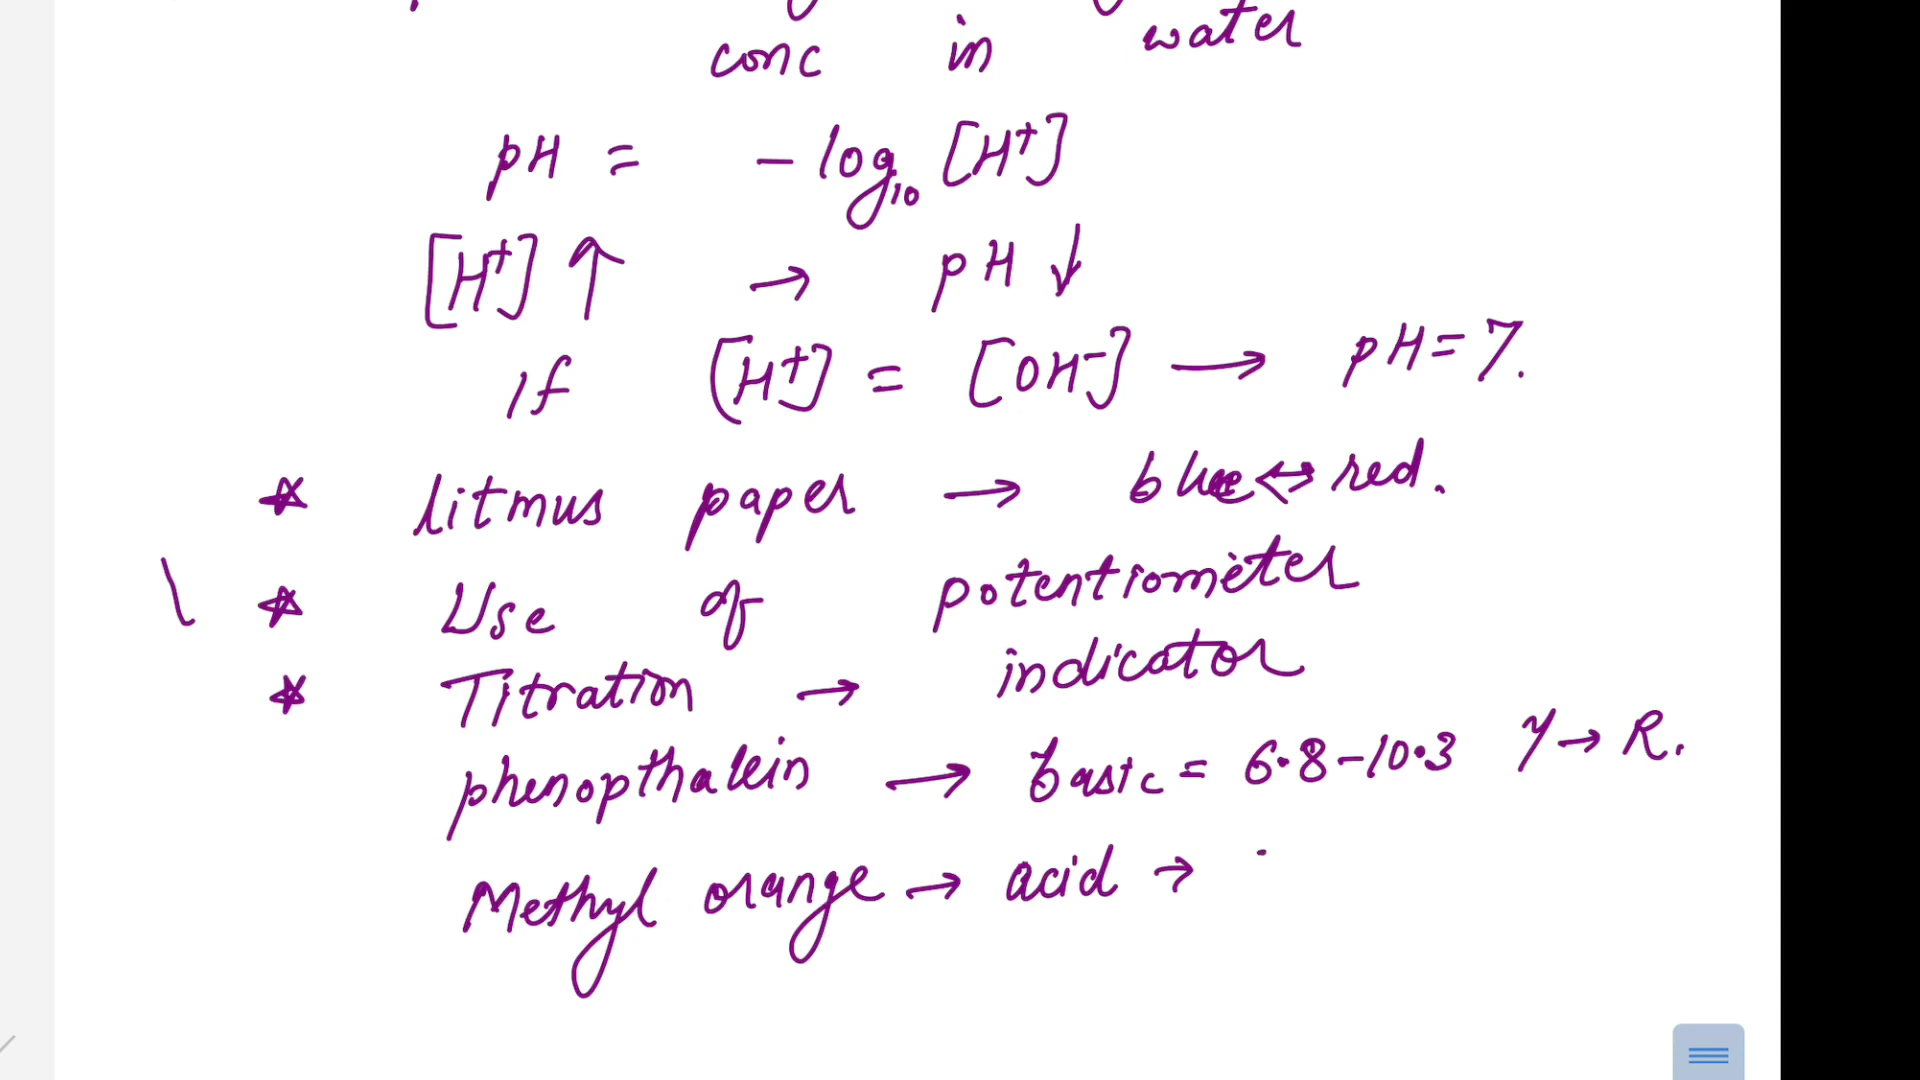 conc in water
pH = - log10 [H+]
[H+] ↑ → pH ↓
If [H+] = [OH-] → pH = 7.
* litmus paper → blue ↔ red.
* Use of potentiometer
* Titration → indicator
phenopthalein → basic = 6.8-10.3 Y → R.
Methyl orange → acid →